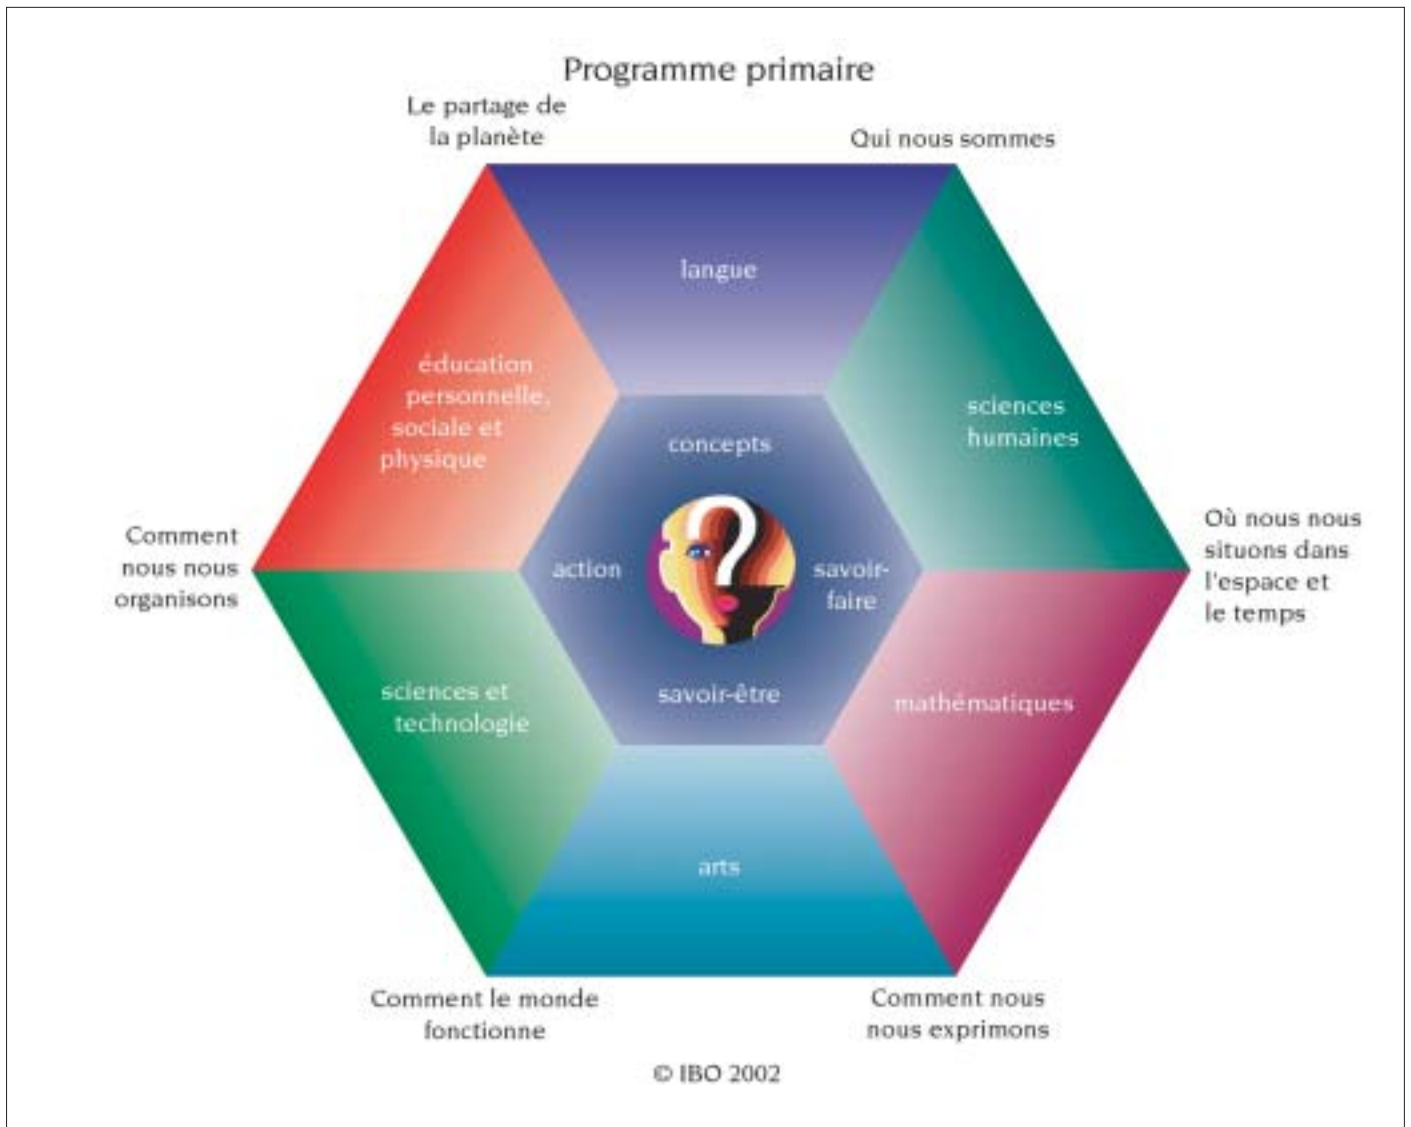 Programme primaire
Le partage de
la planète
Qui nous sommes
langue
éducation
personnelle,
sociale et
physique
sciences
humaines
concepts
Comment
nous nous
organisons
action
savoir-
faire
Où nous nous
situons dans
l'espace et
le temps
sciences et
technologie
savoir-être
mathématiques
arts
Comment le monde
fonctionne
Comment nous
nous exprimons
© IBO 2002